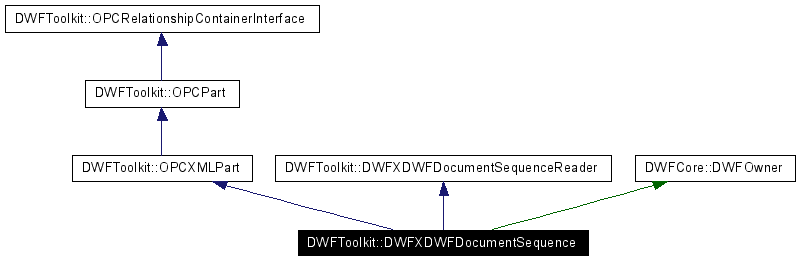 DWFToolkit::OPCRelationshipContainerInterface
DWFToolkit::OPCPart
DWFToolkit::OPCXMLPart
DWFToolkit::DWFXDWFDocumentSequenceReader
DWFCore::DWFOwner
DWFToolkit::DWFXDWFDocumentSequence